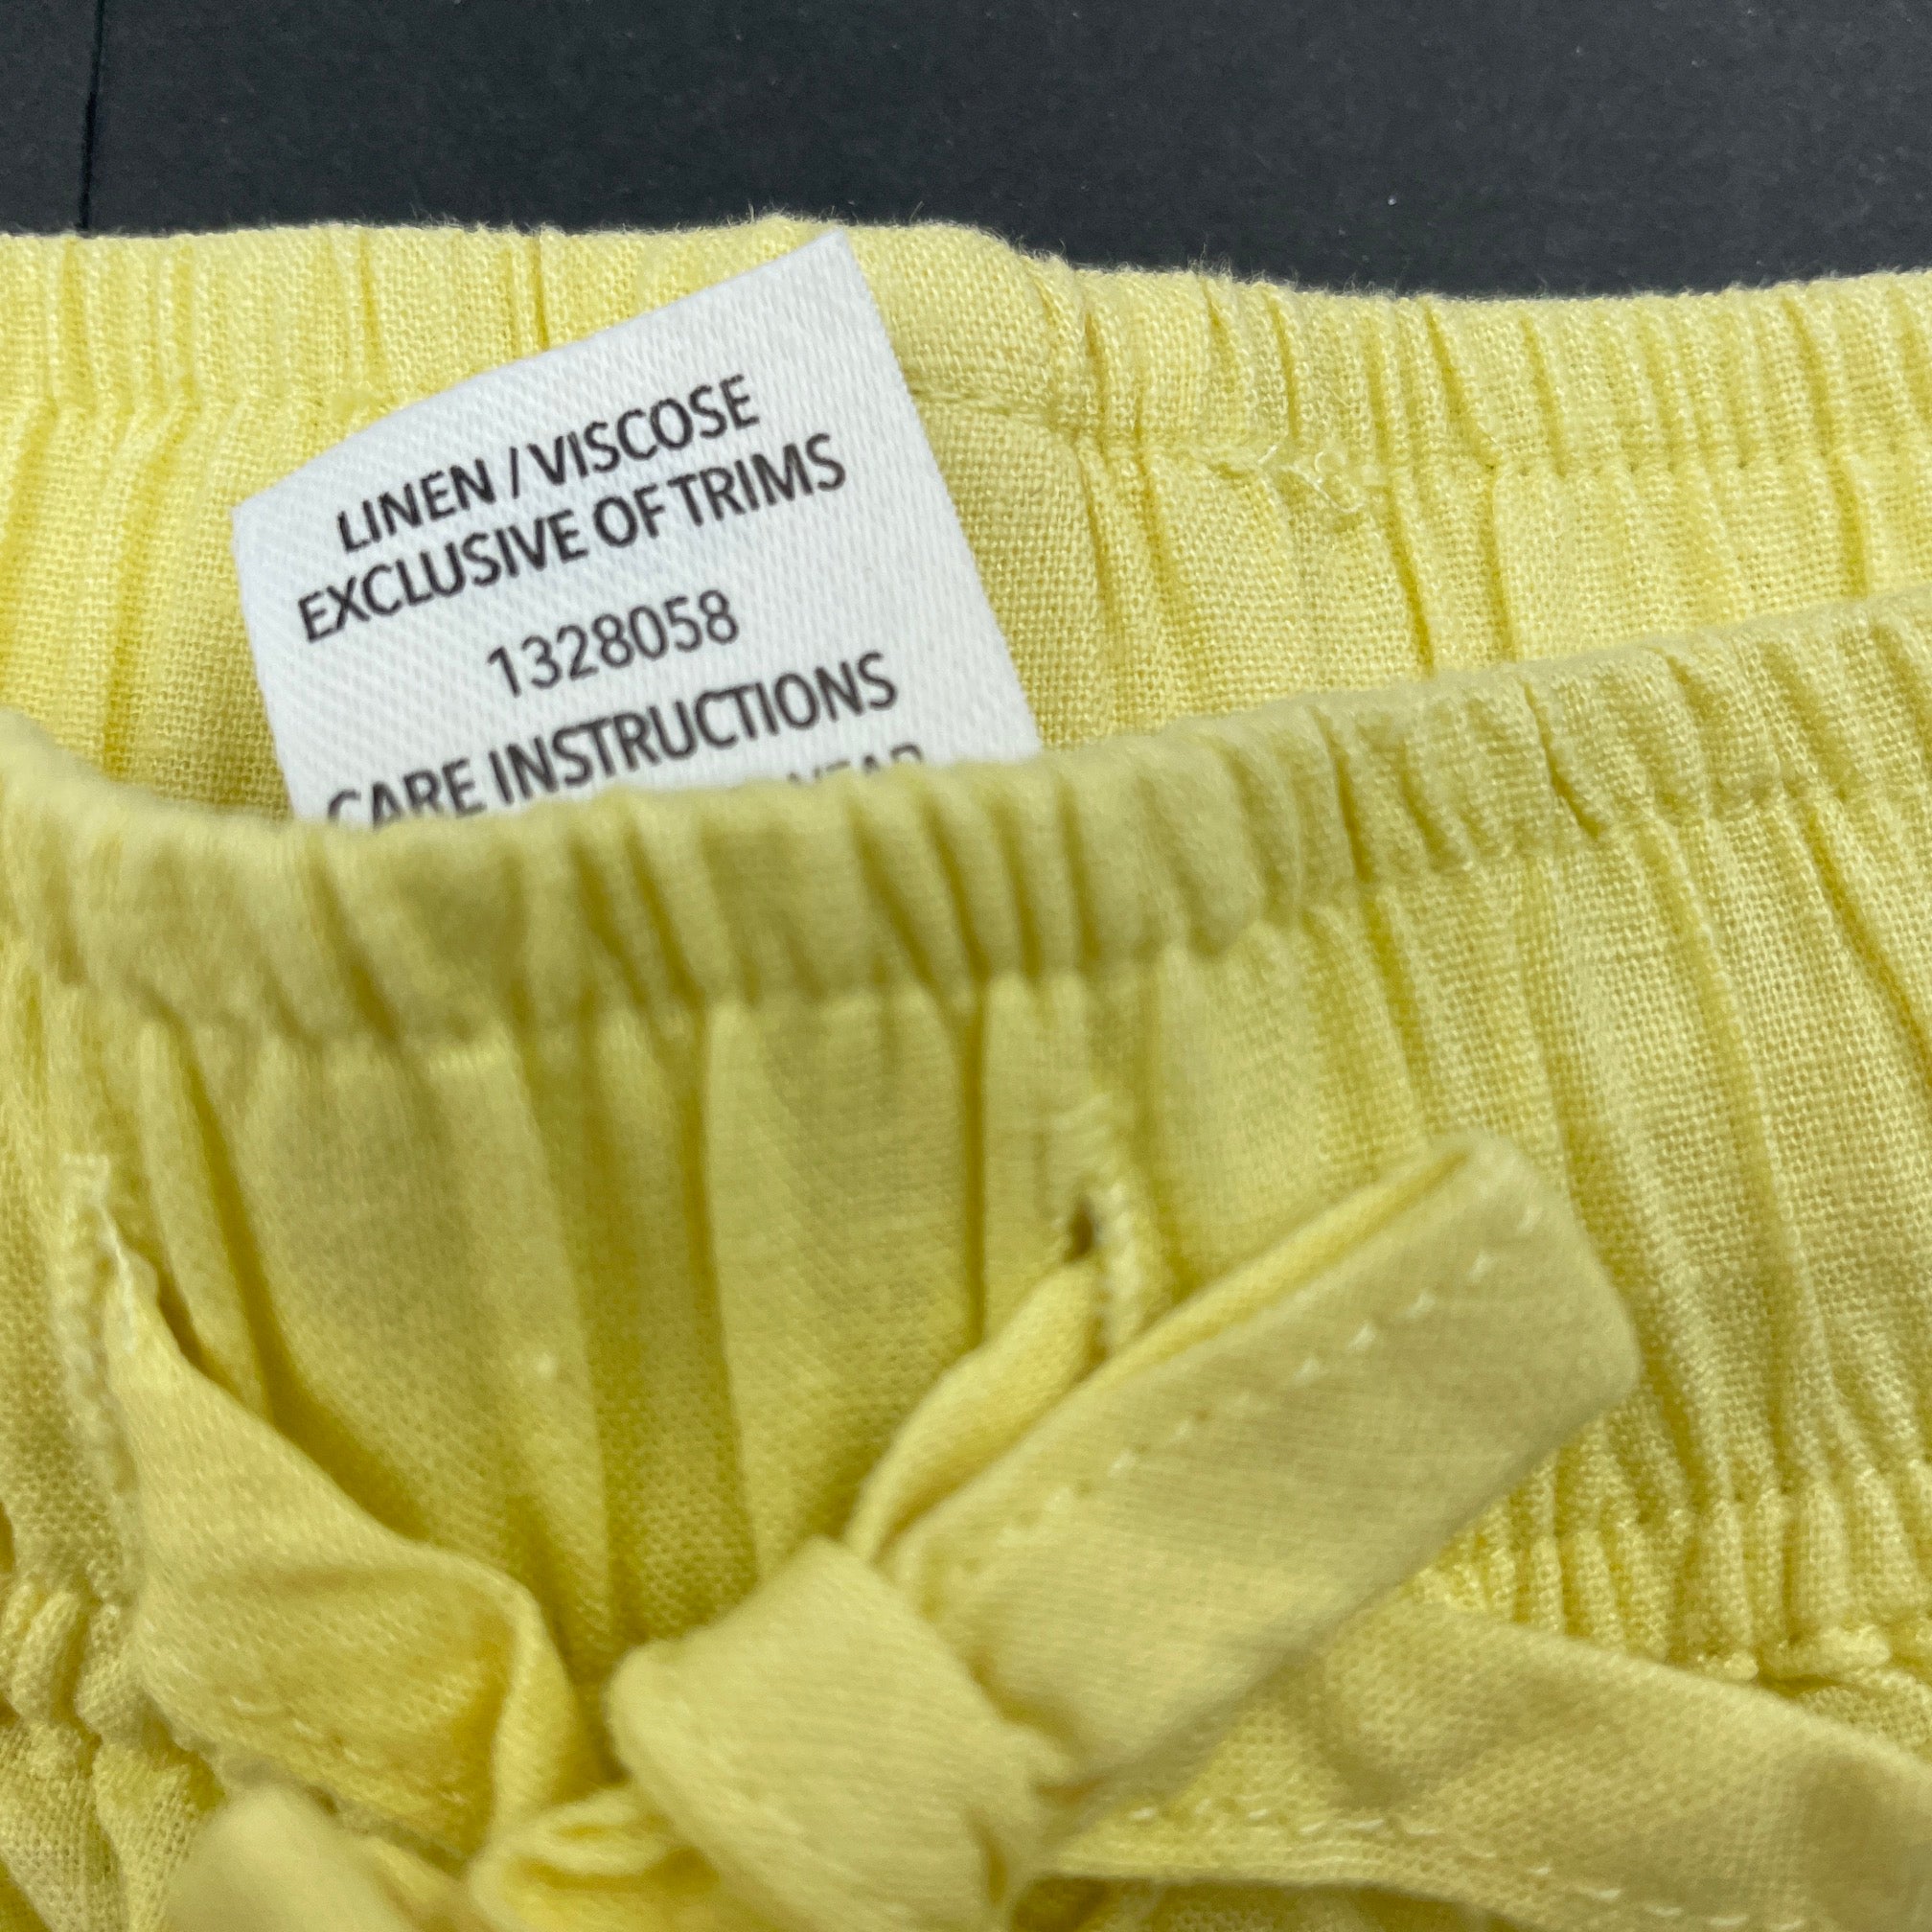 LINEN / VISCOSE
EXCLUSIVE OF TRIMS
1328058
CARE INSTRUCTIONS